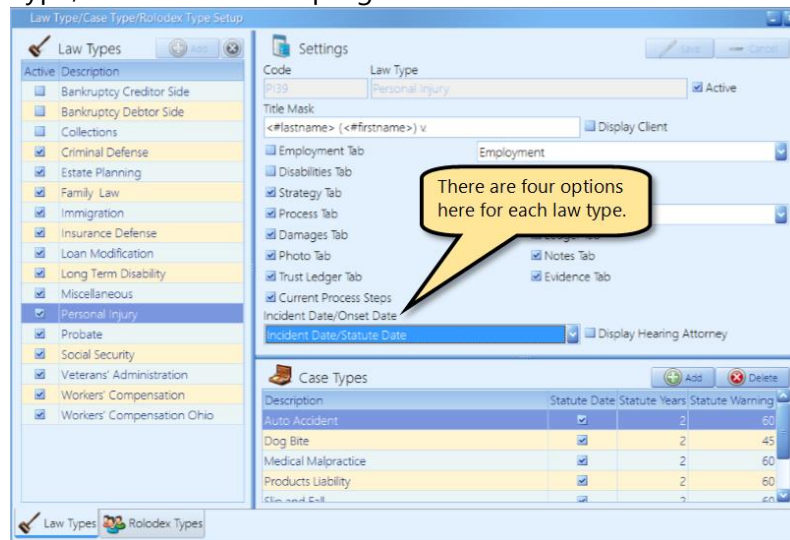 Law Type/Case Type/Rolodex Type Setup
Law Types
Add
Active Description
Bankruptcy Creditor Side
Bankruptcy Debtor Side
Collections
Criminal Defense
Estate Planning
Family Law
Immigration
Insurance Defense
Loan Modification
Long Term Disability
Miscellaneous
Personal Injury
Probate
Social Security
Veterans' Administration
Workers' Compensation
Workers' Compensation Ohio
Settings
Save Cancel
Code Law Type
PI39 Personal Injury Active
Title Mask
<#lastname> (<#firstname>) v. Display Client
Employment Tab Employment
Disabilities Tab
Strategy Tab
Process Tab
Damages Tab
Photo Tab Notes Tab
Trust Ledger Tab Evidence Tab
Current Process Steps
There are four options
here for each law type.
Incident Date/Onset Date
Incident Date/Statute Date Display Hearing Attorney
Case Types
Add Delete
Description Statute Date Statute Years Statute Warning
Auto Accident 2 60
Dog Bite 2 45
Medical Malpractice 2 60
Products Liability 2 60
Slip and Fall 2 60
Law Types Rolodex Types